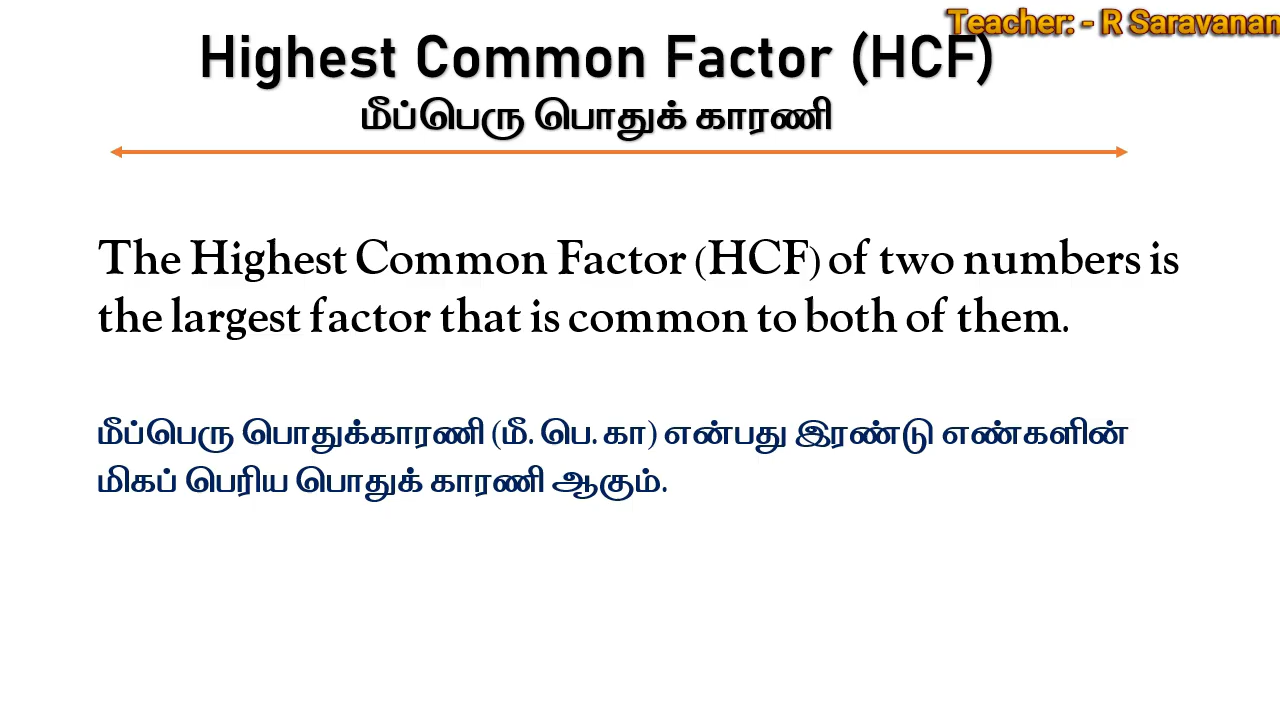 Teacher: - R Saravanan
Highest Common Factor (HCF)
மீப்பெரு பொதுக் காரணி
The Highest Common Factor (HCF) of two numbers is
the largest factor that is common to both of them.
மீப்பெரு பொதுக்காரணி (மீ. பெ. கா) என்பது இரண்டு எண்களின்
மிகப் பெரிய பொதுக் காரணி ஆகும்.